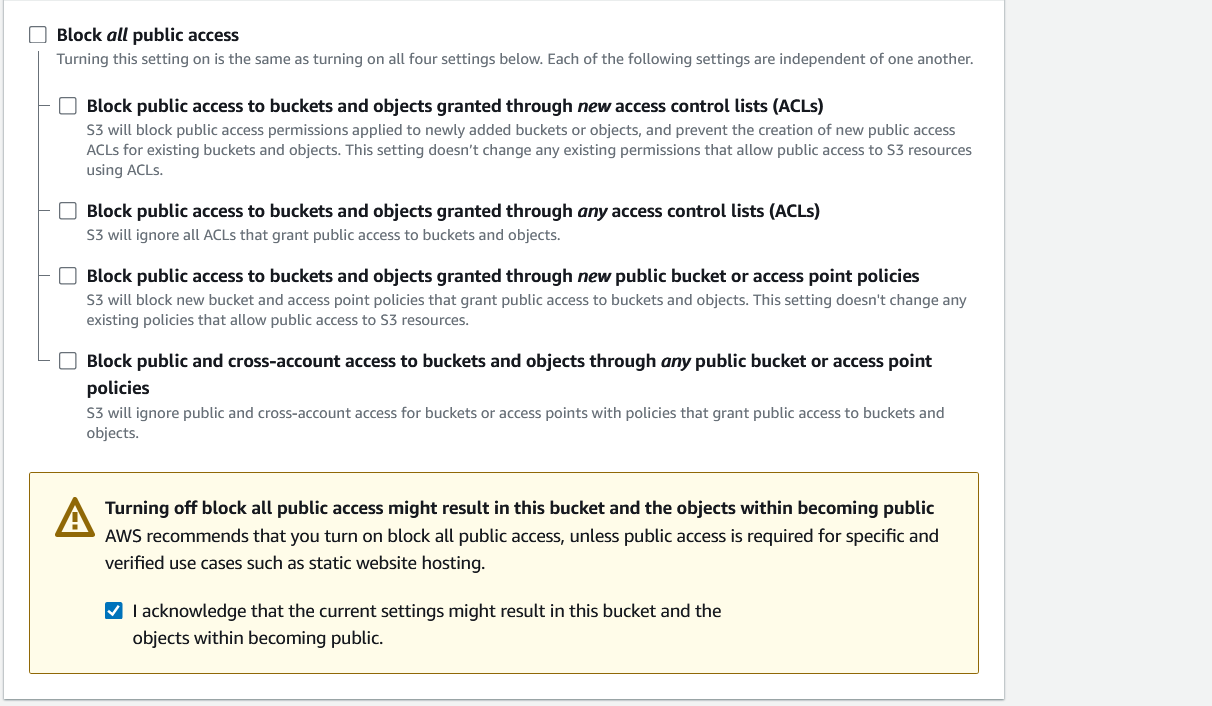 Block all public access
Turning this setting on is the same as turning on all four settings below. Each of the following settings are independent of one another.
Block public access to buckets and objects granted through new access control lists (ACLs)
S3 will block public access permissions applied to newly added buckets or objects, and prevent the creation of new public access
ACLs for existing buckets and objects. This setting doesn’t change any existing permissions that allow public access to S3 resources
using ACLs.
Block public access to buckets and objects granted through any access control lists (ACLs)
S3 will ignore all ACLs that grant public access to buckets and objects.
Block public access to buckets and objects granted through new public bucket or access point policies
S3 will block new bucket and access point policies that grant public access to buckets and objects. This setting doesn't change any
existing policies that allow public access to S3 resources.
Block public and cross-account access to buckets and objects through any public bucket or access point
policies
S3 will ignore public and cross-account access for buckets or access points with policies that grant public access to buckets and
objects.
Turning off block all public access might result in this bucket and the objects within becoming public
AWS recommends that you turn on block all public access, unless public access is required for specific and
verified use cases such as static website hosting.
I acknowledge that the current settings might result in this bucket and the
objects within becoming public.